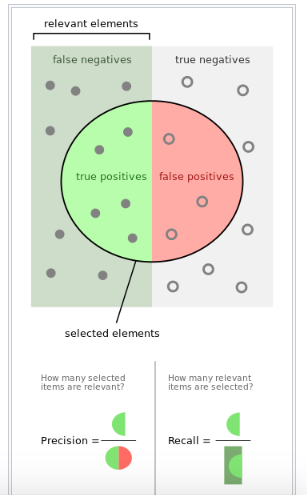 relevant elements
false negatives
true negatives
true positives
false positives
selected elements
How many selected
items are relevant?
How many relevant
items are selected?
Precision =
Recall =